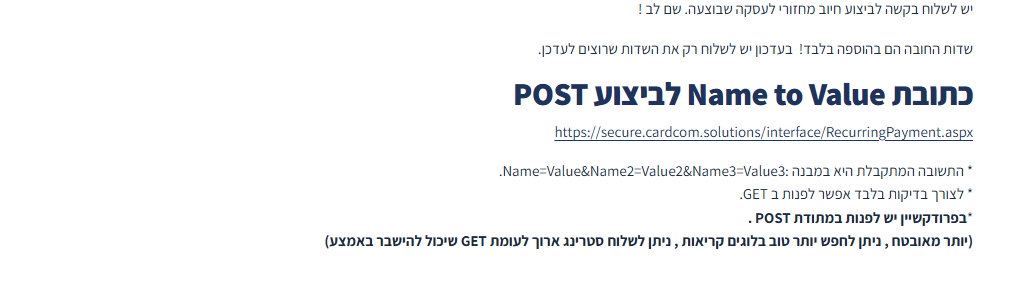 יש לשלוח בקשה לביצוע חיוב מחזורי לעסקה שבוצעה. שם לב !
שדות החובה הם בהוספה בלבד! בעדכון יש לשלוח רק את השדות שרוצים לעדכן.
כתובת Name to Value לביצוע POST
https://secure.cardcom.solutions/interface/RecurringPayment.aspx
* התשובה המתקבלת היא במבנה :Name=Value&Name2=Value2&Name3=Value3.
* לצורך בדיקות בלבד אפשר לפנות ב GET.
*בפרודקשיין יש לפנות במתודת POST .
(יותר מאובטח , ניתן לחפש יותר טוב בלוגים קריאות , ניתן לשלוח סטרינג ארוך לעומת GET שיכול להישבר באמצע)